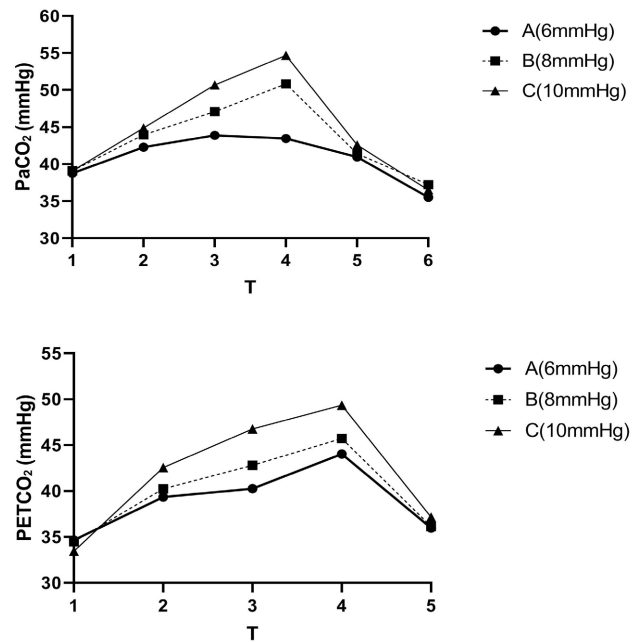 60
55
50
45
40
35
30
PaCO₂ (mmHg)
1 2 3 4 5 6
T
A(6mmHg)
B(8mmHg)
C(10mmHg)
55
50
45
40
35
30
PETCO₂ (mmHg)
1 2 3 4 5
T
A(6mmHg)
B(8mmHg)
C(10mmHg)